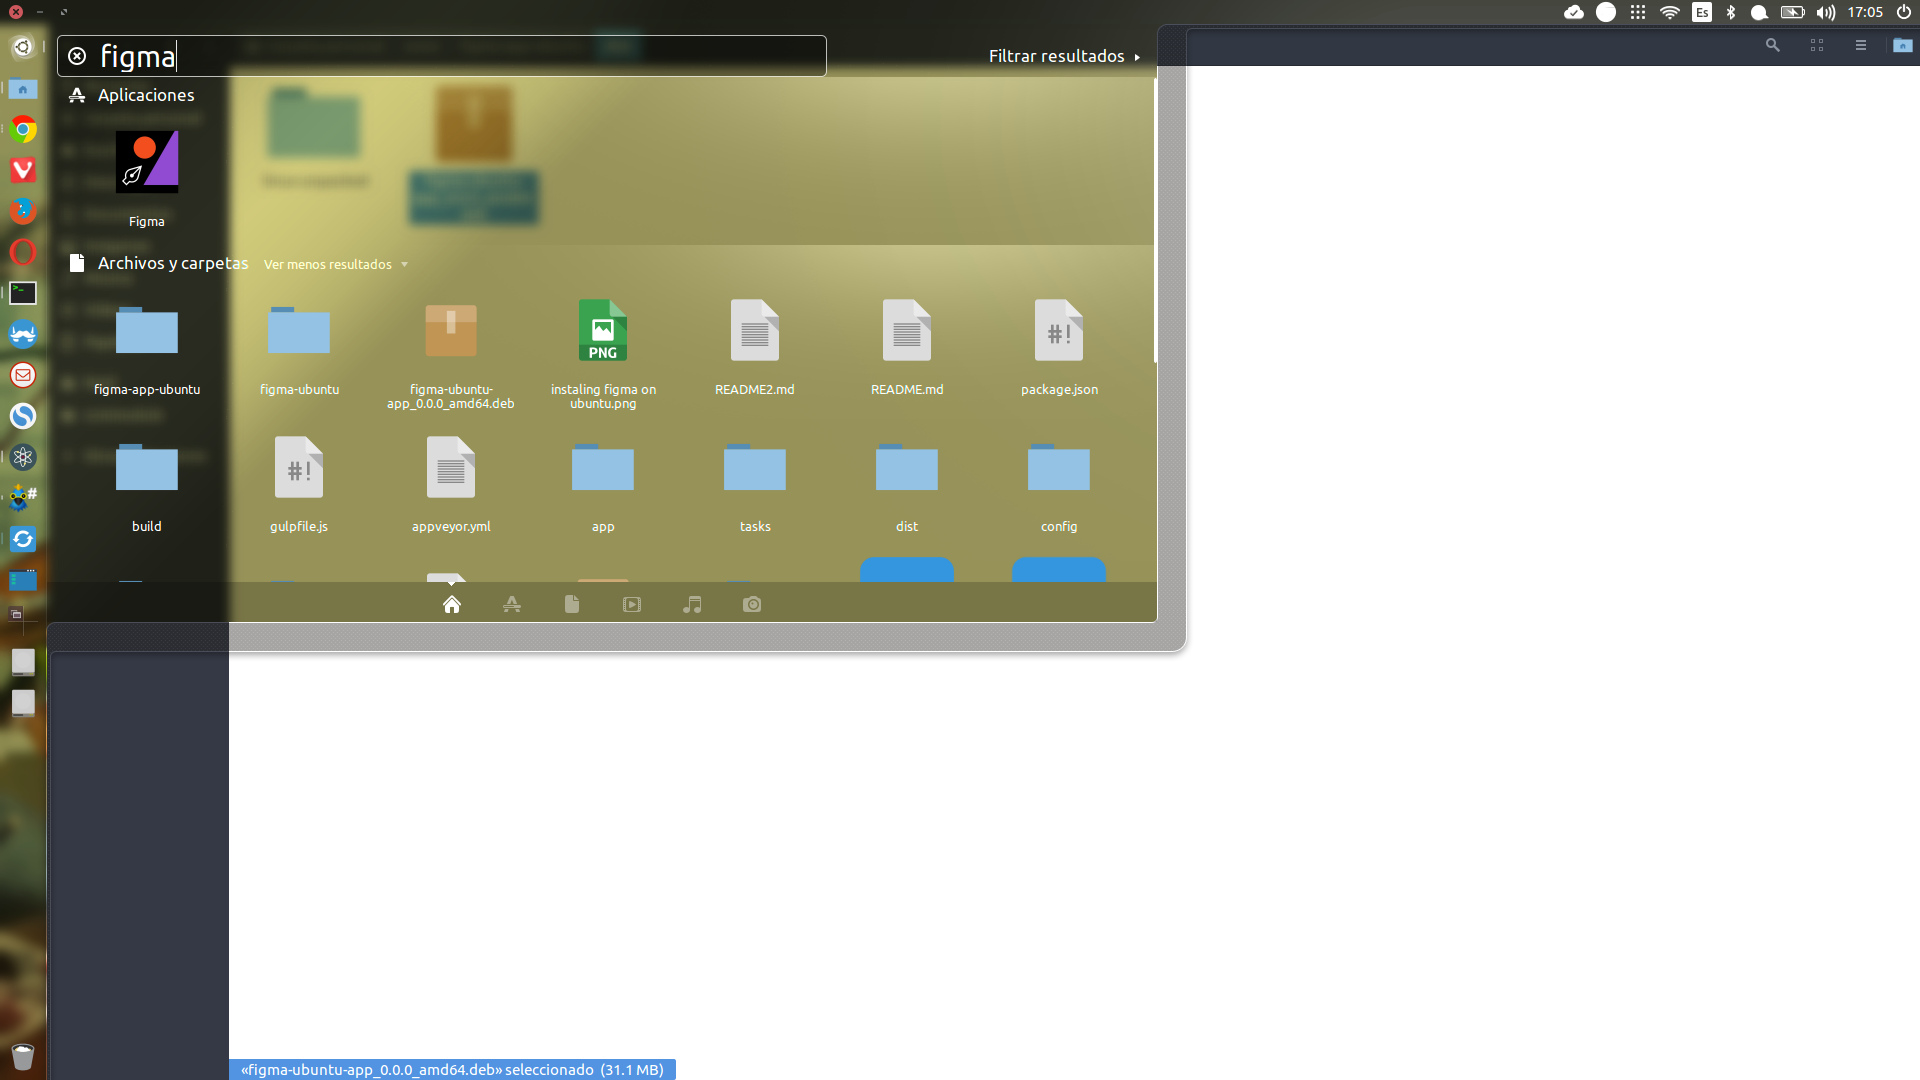 Es
17:05
figma
Filtrar resultados
Aplicaciones
Figma
Archivos y carpetas Ver menos resultados
figma-app-ubuntu
figma-ubuntu
figma-ubuntu-
app_0.0.0_amd64.deb
PNG
instaling figma on
ubuntu.png
README2.md
README.md
#!
package.json
build
#!
gulpfile.js
appveyor.yml
app
tasks
dist
config
«figma-ubuntu-app_0.0.0_amd64.deb» seleccionado (31.1 MB)